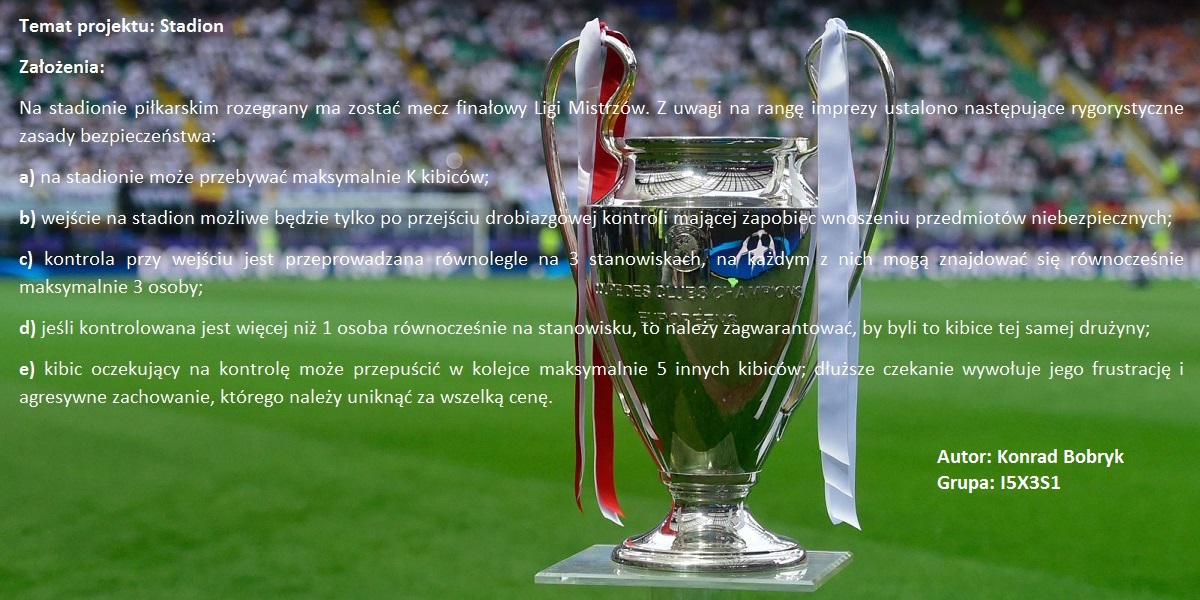 Temat projektu: Stadion
Założenia:
Na stadionie piłkarskim rozegrany ma zostać mecz finałowy Ligi Mistrzów. Z uwagi na rangę imprezy ustalono następujące rygorystyczne
zasady bezpieczeństwa:
a) na stadionie może przebywać maksymalnie K kibiców;
b) wejście na stadion możliwe będzie tylko po przejściu drobiazgowej kontroli mającej zapobiec wnoszeniu przedmiotów niebezpiecznych;
c) kontrola przy wejściu jest przeprowadzana równolegle na 3 stanowiskach, na każdym z nich mogą znajdować się równocześnie
maksymalnie 3 osoby;
d) jeśli kontrolowana jest więcej niż 1 osoba równocześnie na stanowisku, to należy zagwarantować, by byli to kibice tej samej drużyny;
e) kibic oczekujący na kontrolę może przepuścić w kolejce maksymalnie 5 innych kibiców; dłuższe czekanie wywołuje jego frustrację i
agresywne zachowanie, którego należy uniknąć za wszelką cenę.
Autor: Konrad Bobryk
Grupa: I5X3S1
CLUBS CHAMPIONS